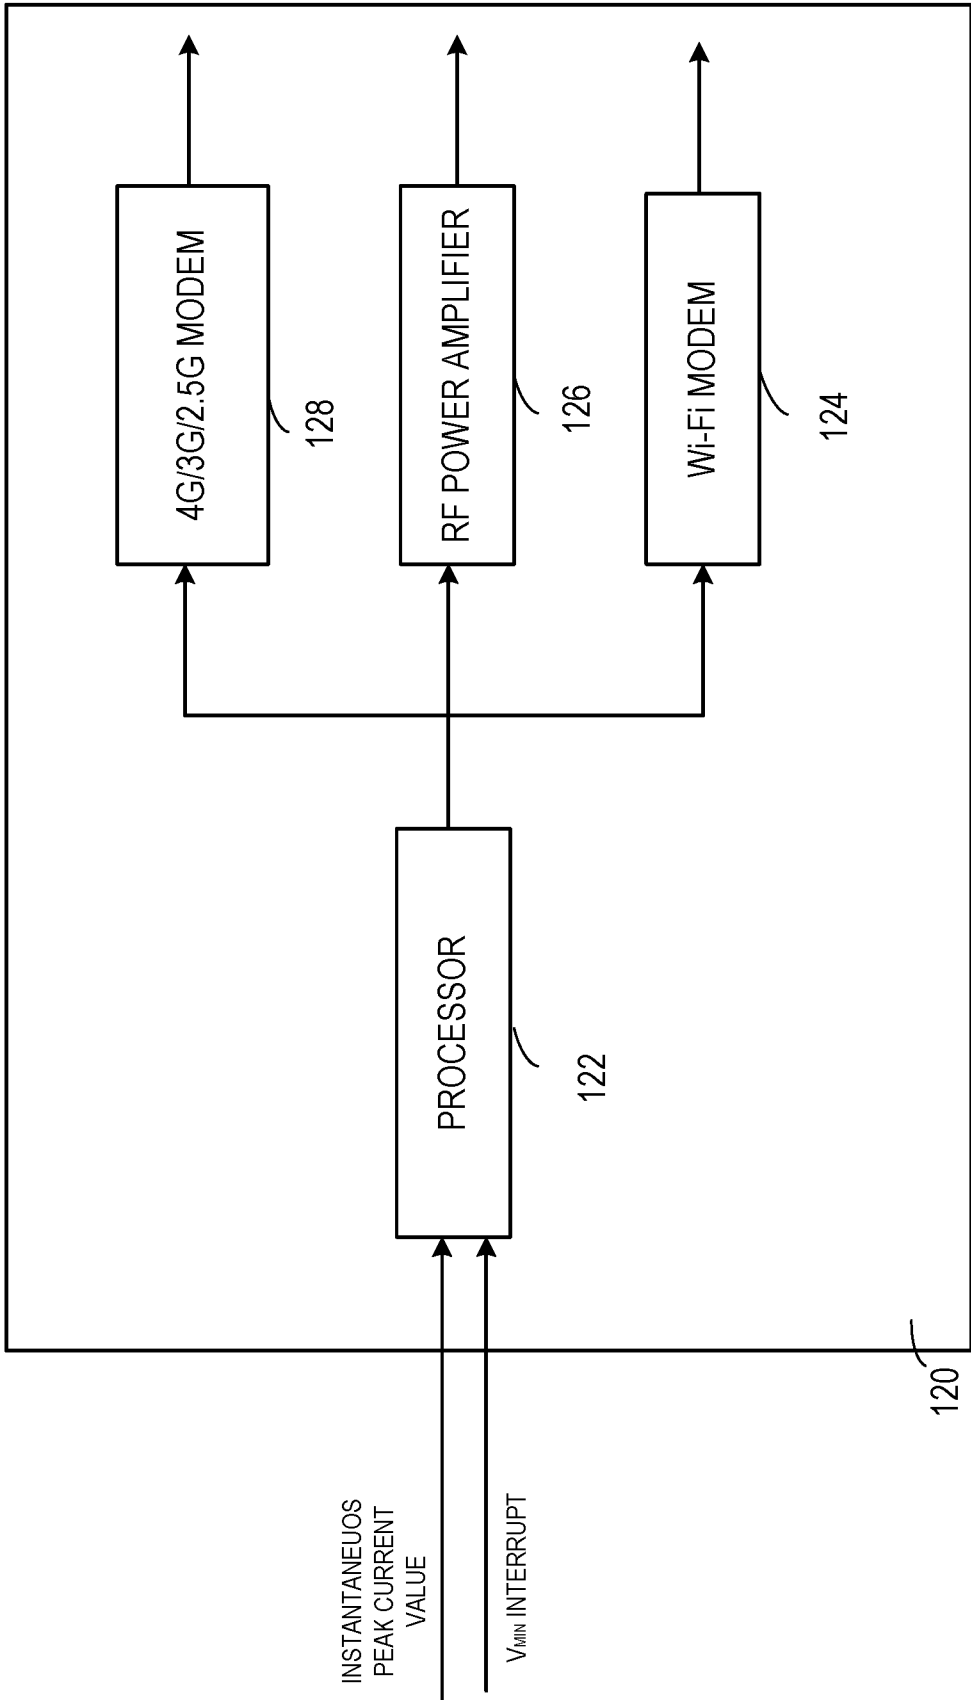 INSTANTANEUOS
PEAK CURRENT
VALUE
V_MIN INTERRUPT
120
PROCESSOR
122
4G/3G/2.5G MODEM
128
RF POWER AMPLIFIER
126
Wi-Fi MODEM
124